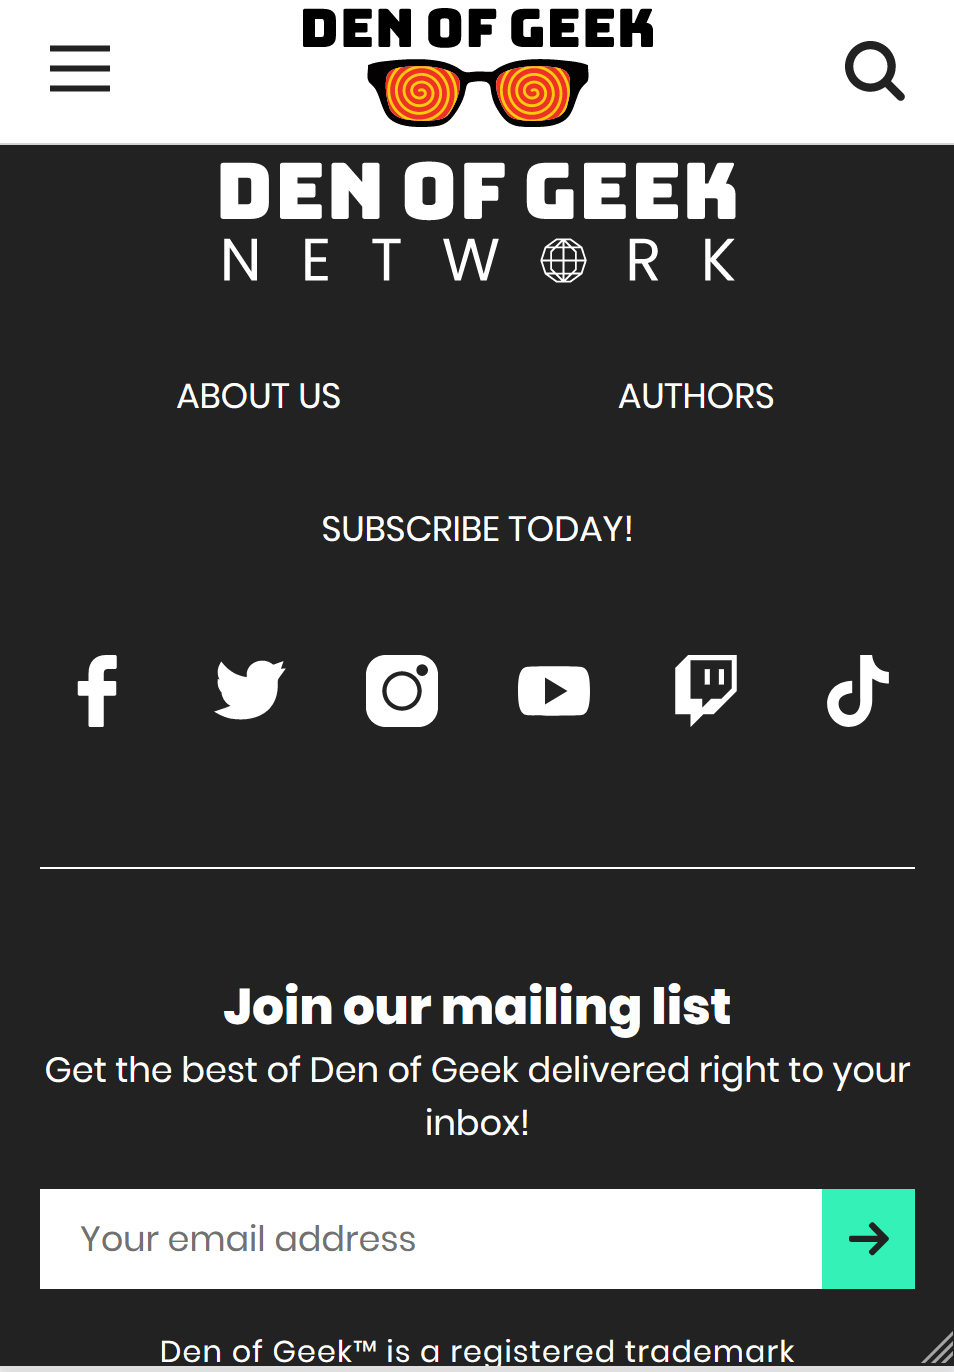 DEN OF GEEK
DEN OF GEEK
NETWORK
ABOUT US
AUTHORS
SUBSCRIBE TODAY!
Join our mailing list
Get the best of Den of Geek delivered right to your
inbox!
Your email address
Den of Geek™ is a registered trademark